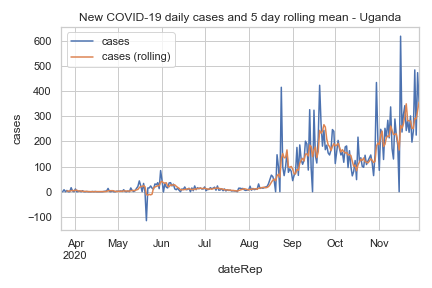 New COVID-19 daily cases and 5 day rolling mean - Uganda
cases
cases (rolling)
600
500
400
300
200
100
0
−100
cases
Apr May Jun Jul Aug Sep Oct Nov
2020
dateRep